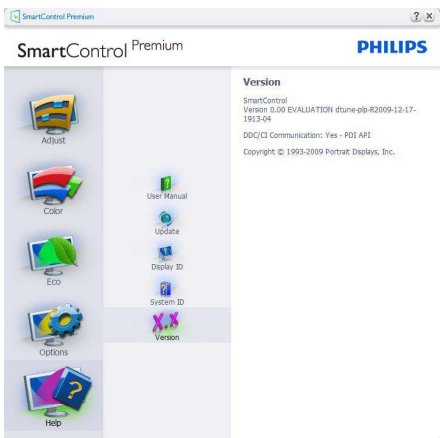 SmartControl Premium
? X
SmartControl Premium
PHILIPS
Adjust
Color
Eco
Options
Help
User Manual
Update
Display ID
System ID
X.X
Version
Version
SmartControl
Version 0.00 EVALUATION dtune-plp-R2009-12-17-
1913-04
DDC/CI Communication: Yes - PDI API
Copyright © 1993-2009 Portrait Displays, Inc.